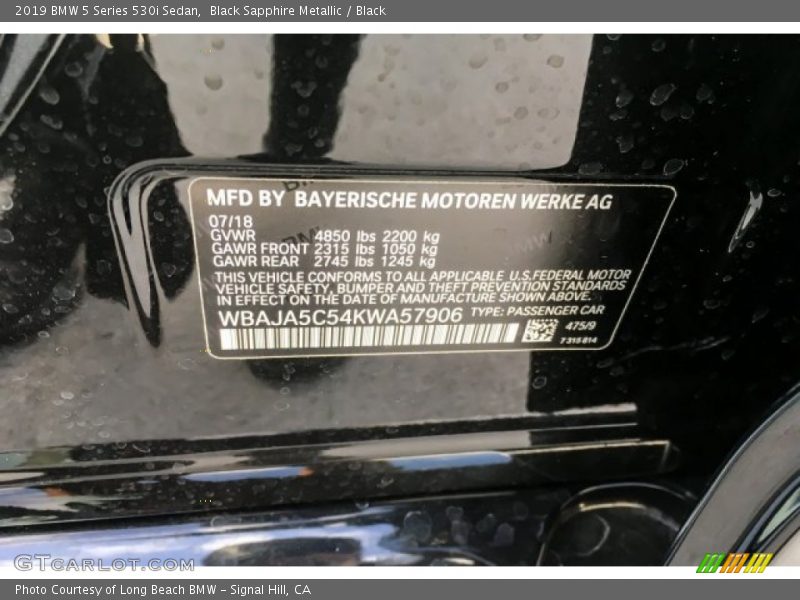 2019 BMW 5 Series 530i Sedan,  Black Sapphire Metallic / Black
MFD BY BAYERISCHE MOTOREN WERKE AG
07/18
GVWR 4850 lbs 2200 kg
GAWR FRONT 2315 lbs 1050 kg
GAWR REAR 2745 lbs 1245 kg
THIS VEHICLE CONFORMS TO ALL APPLICABLE U.S.FEDERAL MOTOR
VEHICLE SAFETY, BUMPER AND THEFT PREVENTION STANDARDS
IN EFFECT ON THE DATE OF MANUFACTURE SHOWN ABOVE.
WBAJA5C54KWA57906 TYPE: PASSENGER CAR
475/9
7315814
GTCARLOT.COM
Photo Courtesy of Long Beach BMW - Signal Hill, CA